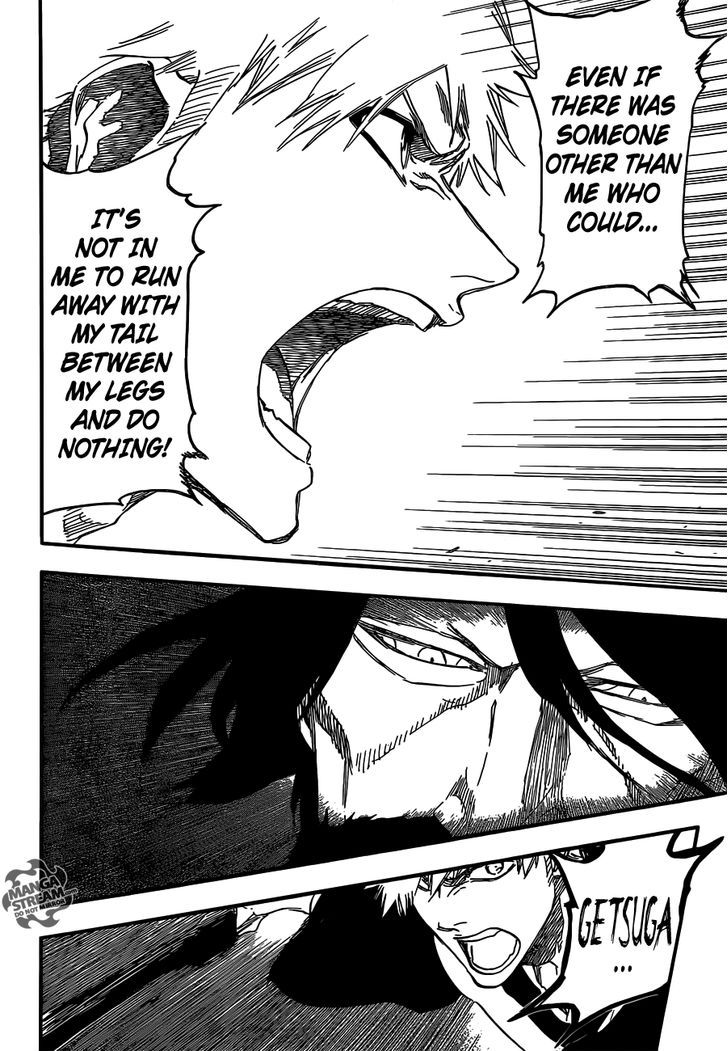 EVEN IF
THERE WAS
SOMEONE
OTHER THAN
ME WHO
COULD...
IT'S
NOT IN
ME TO RUN
AWAY WITH
MY TAIL
BETWEEN
MY LEGS
AND DO
NOTHING!
GETSUGA
...
MANGA
STREAM.com
DO NOT MIRROR